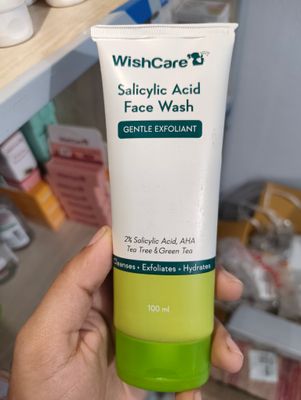 WishCare
Salicylic Acid
Face Wash
GENTLE EXFOLIANT
2% Salicylic Acid, AHA
Tea Tree & Green Tea
Cleanses • Exfoliates • Hydrates
100 ml
WishCare